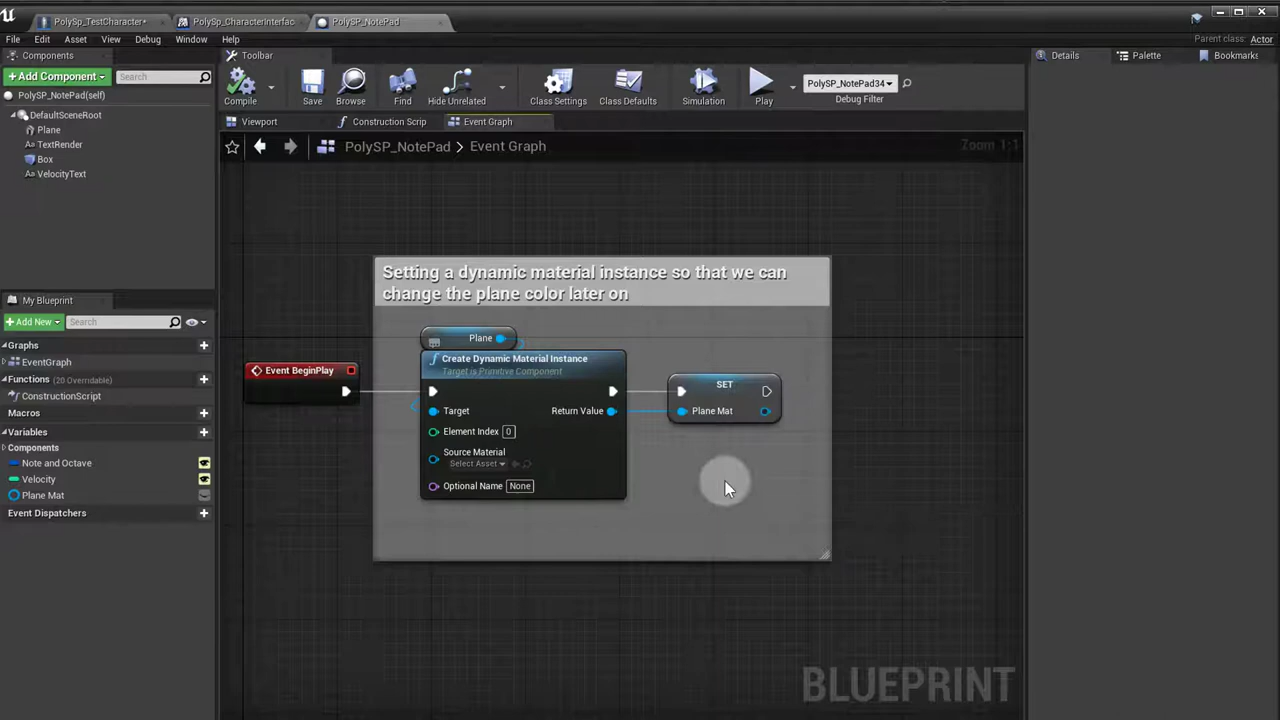 PolySp_TestCharacter*
PolySp_CharacterInterfac
PolySP_NotePad
File Edit Asset View Debug Window Help
Parent class: Actor
Components
Toolbar
Details
Palette
Bookmarks
+Add Component
Search
PolySP_NotePad(self)
DefaultSceneRoot
Plane
TextRender
Box
VelocityText
Compile
Save
Browse
Find
Hide Unrelated
Class Settings
Class Defaults
Simulation
Play
PolySP_NotePad34
Debug Filter
Viewport
Construction Scrip
Event Graph
PolySP_NotePad > Event Graph
Zoom 1:1
My Blueprint
+Add New
Search
Graphs
EventGraph
Functions (20 Overridable)
ConstructionScript
Macros
Variables
Components
Note and Octave
Velocity
Plane Mat
Event Dispatchers
Setting a dynamic material instance so that we can
change the plane color later on
Plane
Event BeginPlay
Create Dynamic Material Instance
Target is Primitive Component
Target
Return Value
Element Index 0
Source Material
Select Asset
Optional Name None
SET
Plane Mat
BLUEPRINT